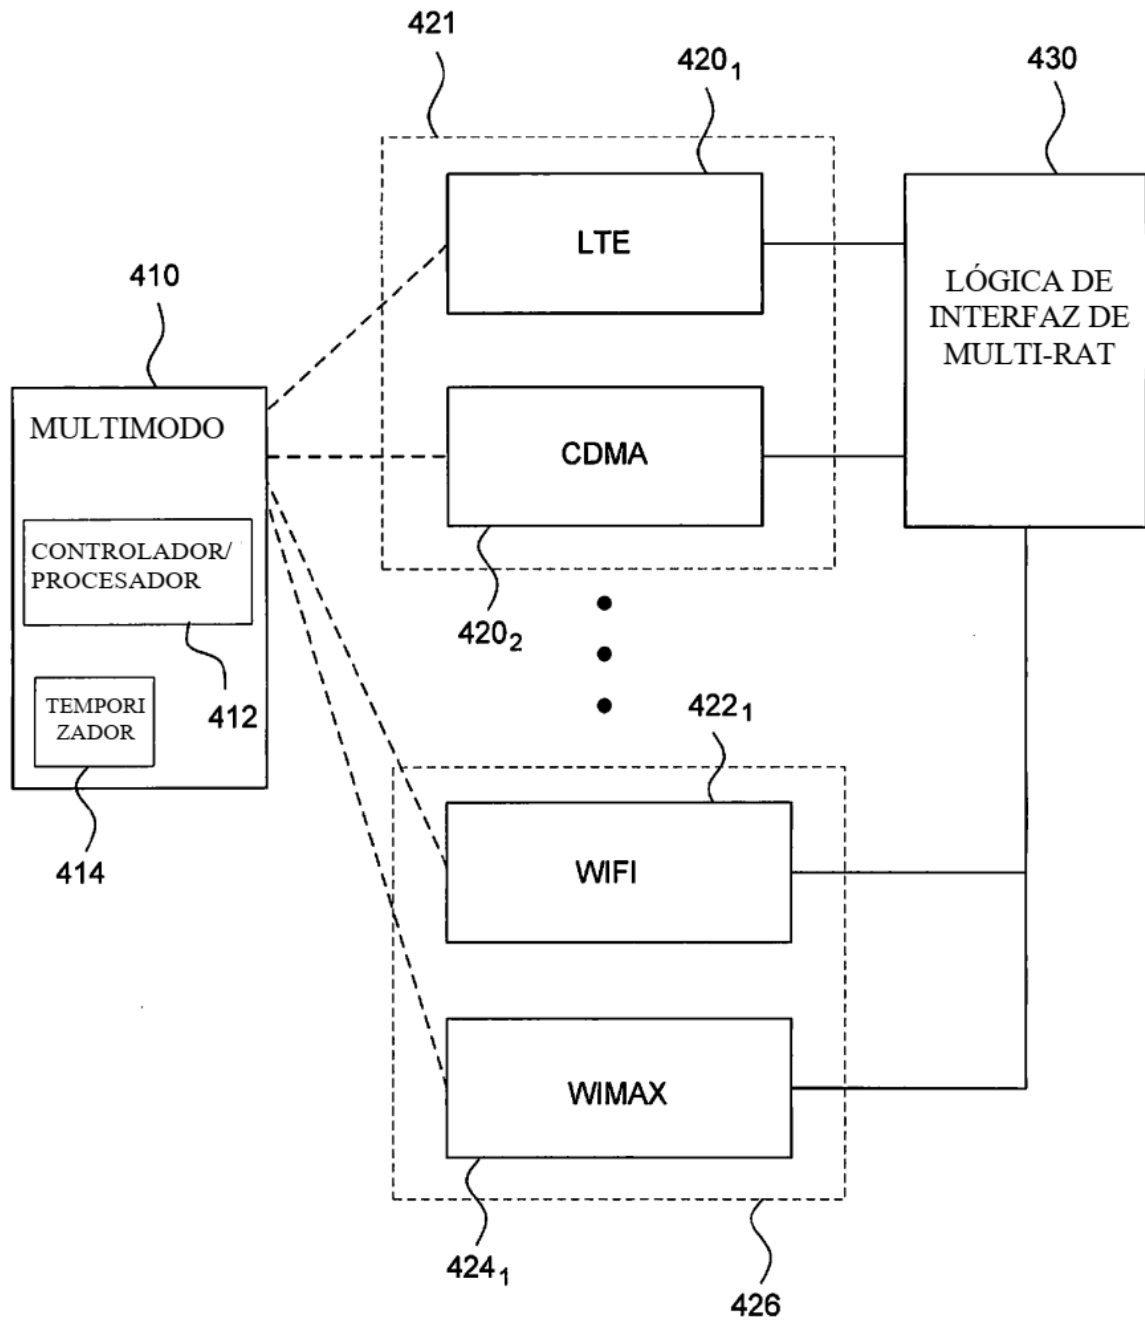 421
420₁
430
LTE
LÓGICA DE
INTERFAZ DE
MULTI-RAT
410
MULTIMODO
CDMA
CONTROLADOR/
PROCESADOR
420₂
412
TEMPORI
ZADOR
422₁
414
WIFI
WIMAX
424₁
426